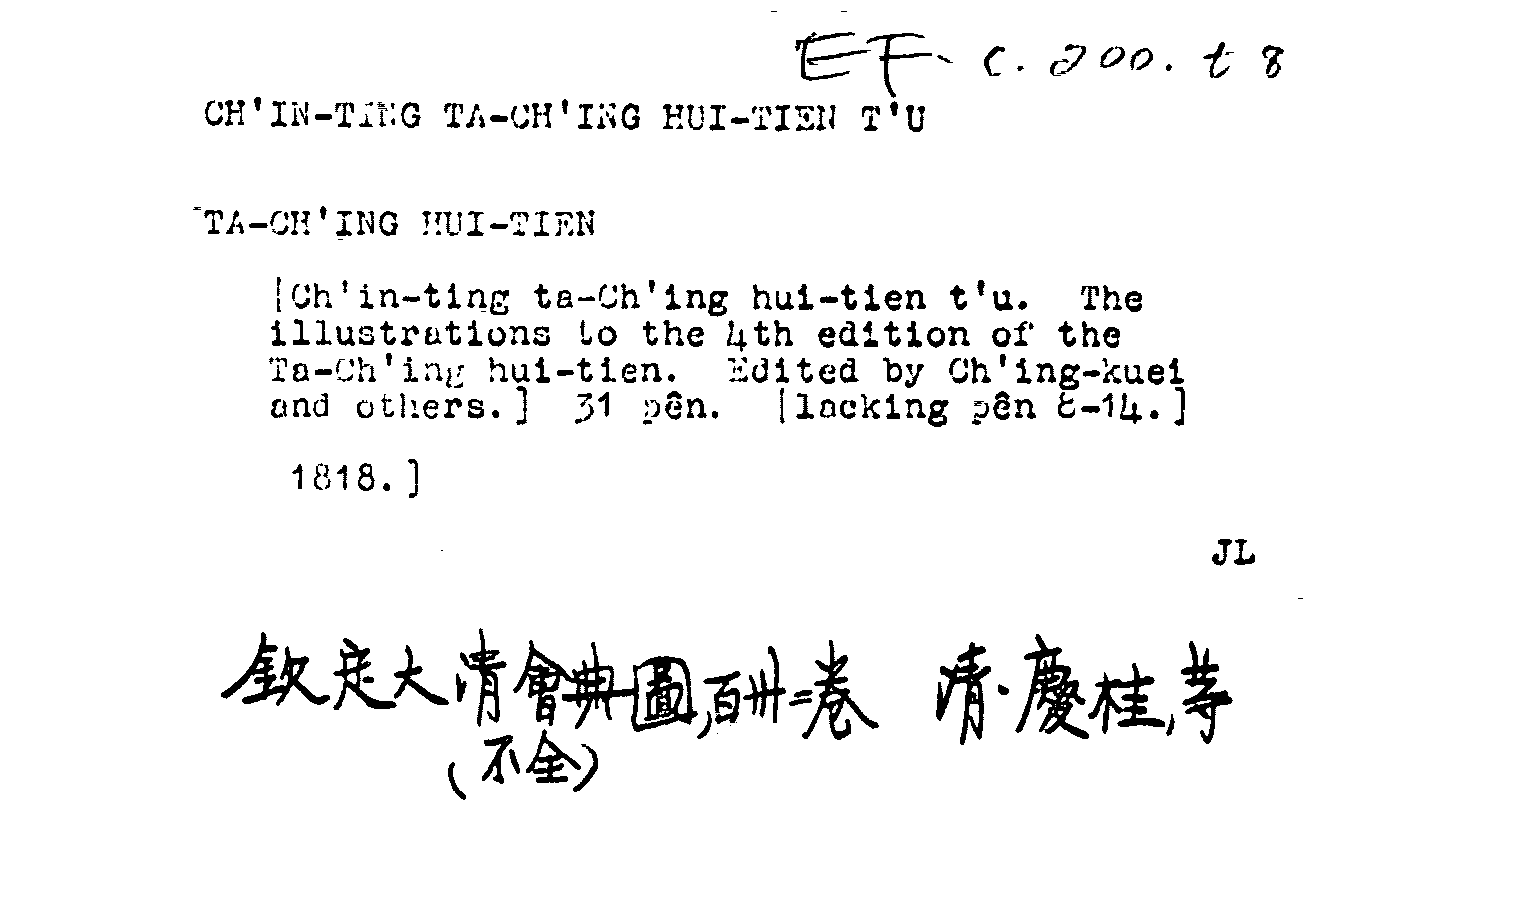 EF c.200.t 8
CH'IN-TING TA-CH'ING HUI-TIEN T'U
TA-CH'ING HUI-TIEN
[Ch'in-ting ta-Ch'ing hui-tien t'u. The
illustrations to the 4th edition of the
Ta-Ch'ing hui-tien. Edited by Ch'ing-kuei
and others.] 31 pên. [lacking pên 8-14.]
1818.]
JL
欽定大清會典圖,百卅=卷 清·慶桂,等
(不全)